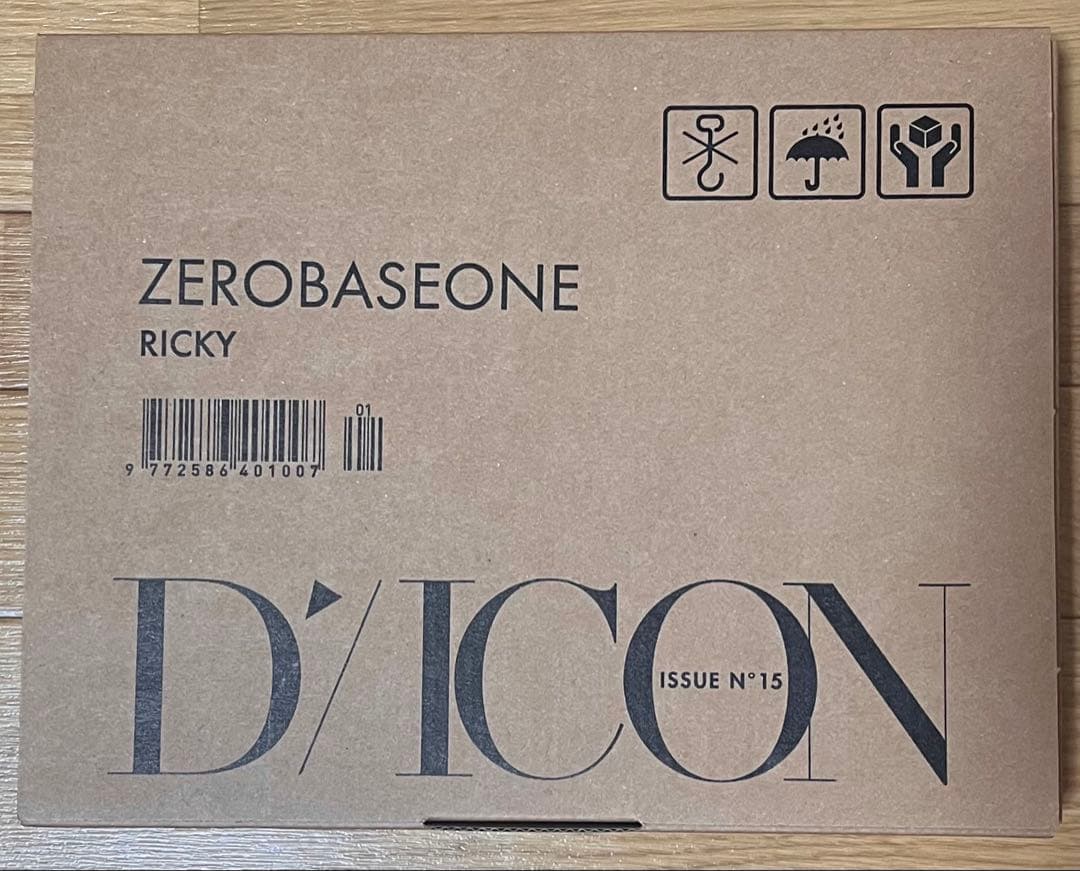 ZEROBASEONE
RICKY
01
9 772586 401007
D'/ICON
ISSUE N°15